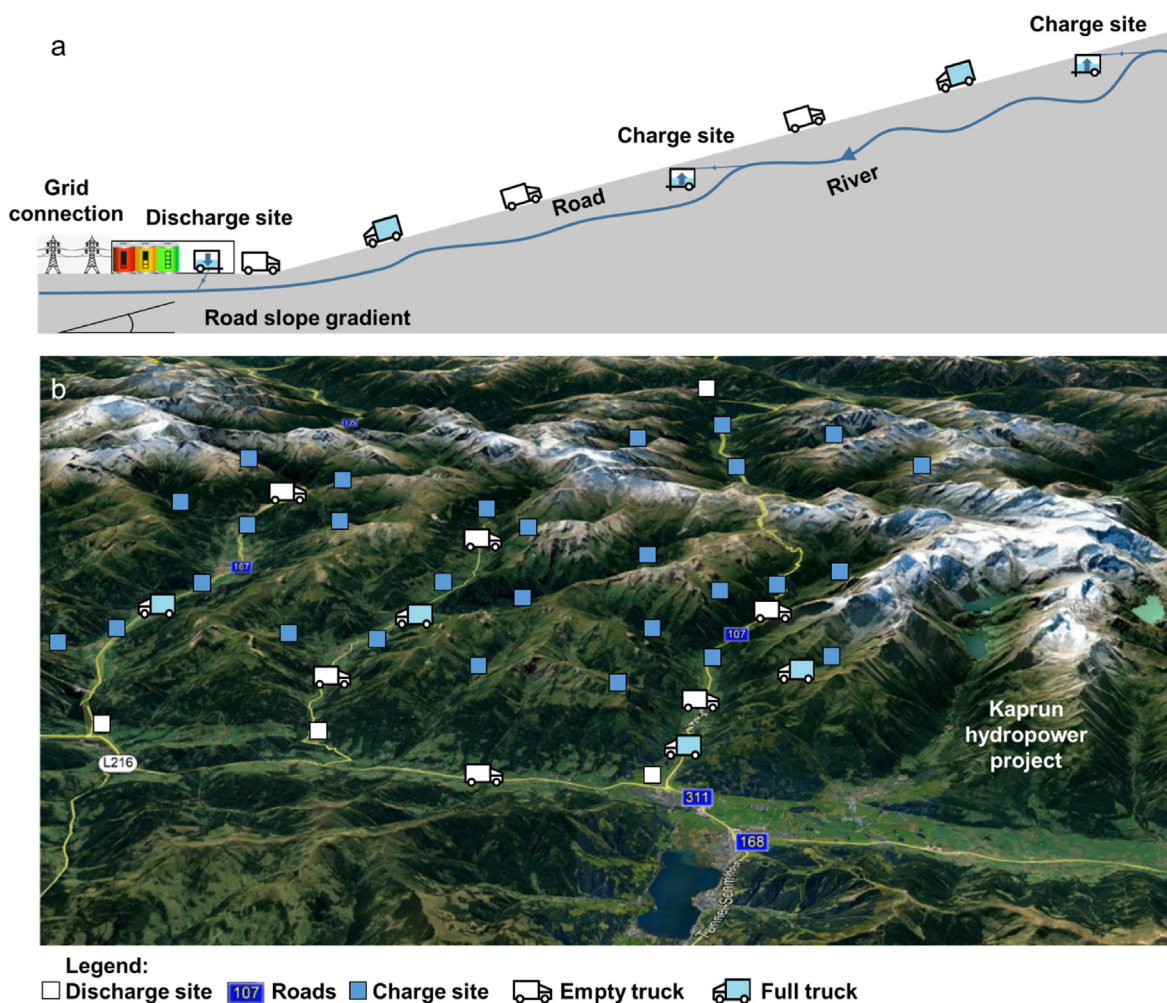 a
Charge site
Charge site
River
Road
Grid
connection
Discharge site
Road slope gradient
b
167
107
Kaprun
hydropower
project
L216
311
168
Legend:
Discharge site 107 Roads Charge site Empty truck Full truck